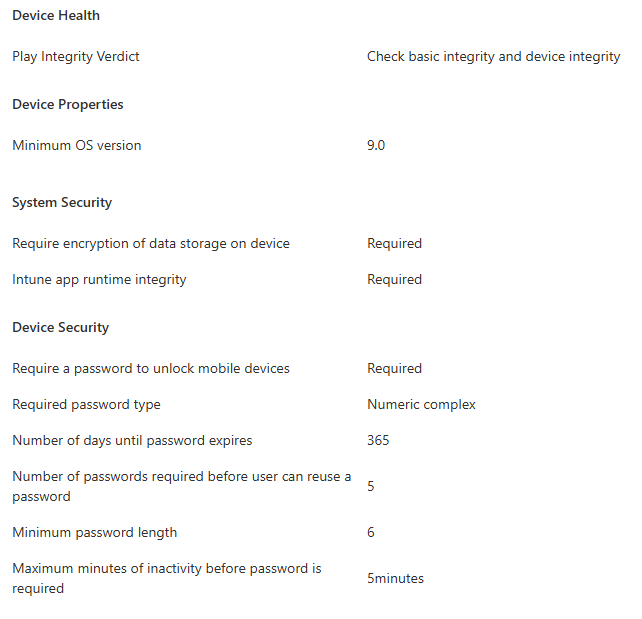 Device Health
Play Integrity Verdict Check basic integrity and device integrity
Device Properties
Minimum OS version 9.0
System Security
Require encryption of data storage on device Required
Intune app runtime integrity Required
Device Security
Require a password to unlock mobile devices Required
Required password type Numeric complex
Number of days until password expires 365
Number of passwords required before user can reuse a
password 5
Minimum password length 6
Maximum minutes of inactivity before password is
required 5minutes